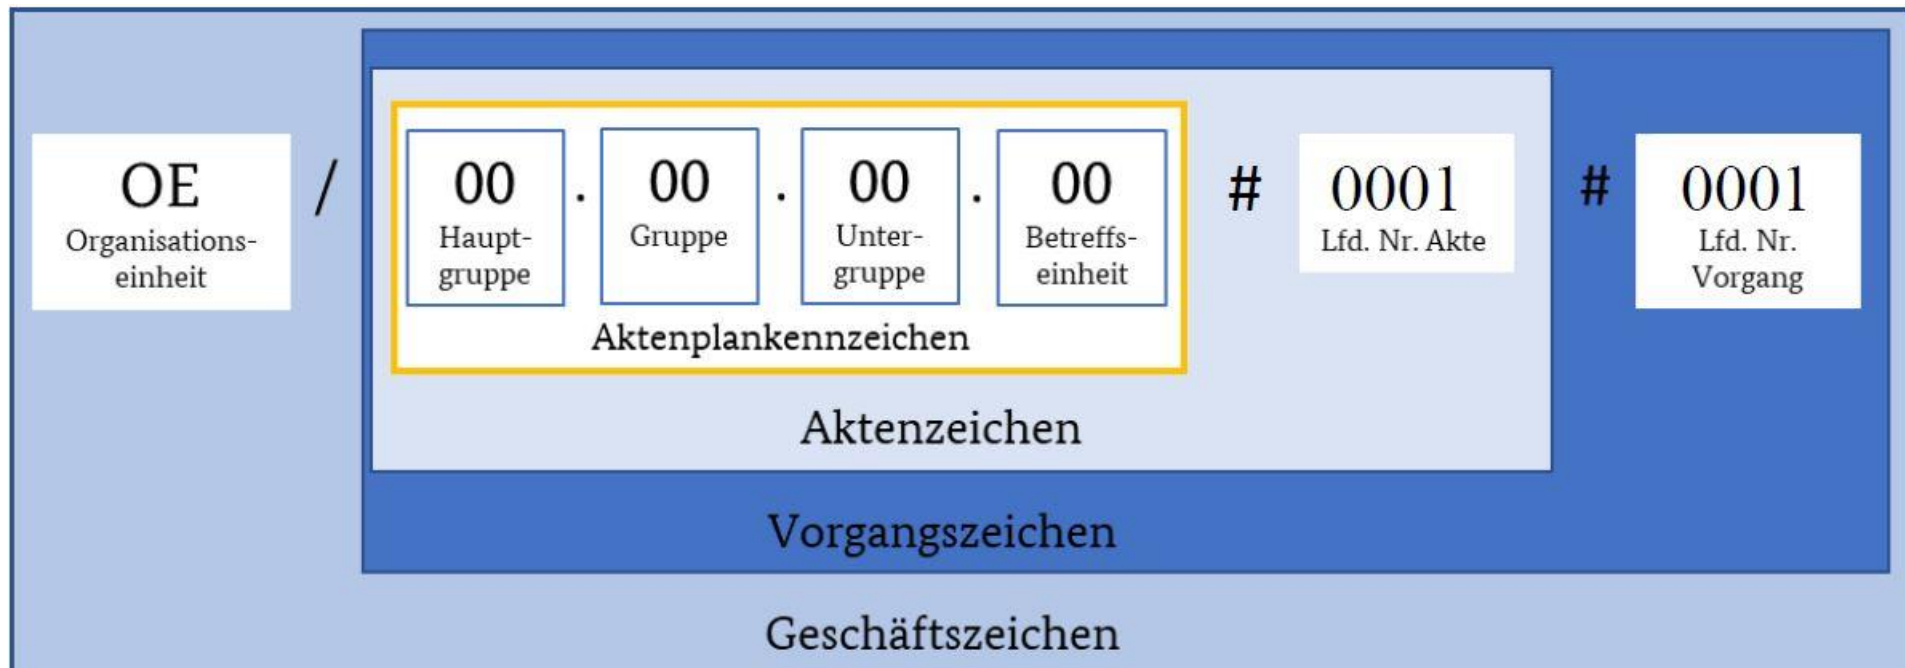 OE
Organisations-
einheit
/
00
Haupt-
gruppe
.
00
Gruppe
.
00
Unter-
gruppe
.
00
Betreffs-
einheit
Aktenplankennzeichen
#
0001
Lfd. Nr. Akte
#
0001
Lfd. Nr.
Vorgang
Aktenzeichen
Vorgangszeichen
Geschäftszeichen